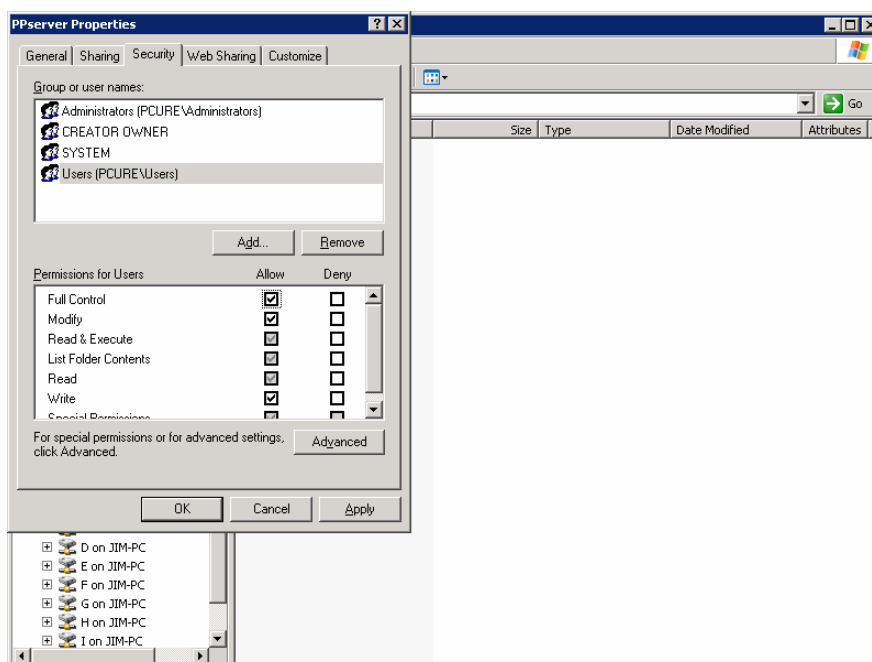 PPserver Properties
General Sharing Security Web Sharing Customize
Group or user names:
Administrators (PCURE\Administrators)
CREATOR OWNER
SYSTEM
Users (PCURE\Users)
Add... Remove
Permissions for Users Allow Deny
Full Control
Modify
Read & Execute
List Folder Contents
Read
Write
Special Permissions
For special permissions or for advanced settings,
click Advanced.
Advanced
OK Cancel Apply
Go
Size Type Date Modified Attributes
D on JIM-PC
E on JIM-PC
F on JIM-PC
G on JIM-PC
H on JIM-PC
I on JIM-PC